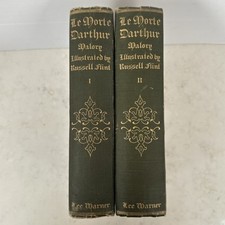 Le Morte
Darthur
Malory
Illustrated by
Russell Flint
I
Lee Warner
Le Morte
Darthur
Malory
Illustrated by
Russell Flint
II
Lee Warner